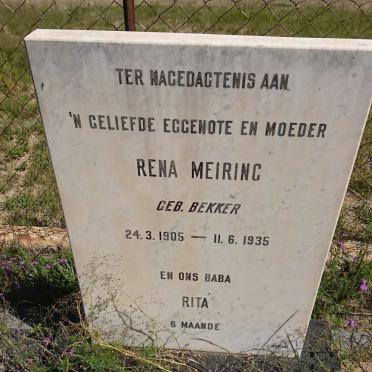 TER NAGEDAGTENIS AAN
'N GELIEFDE EGGENOTE EN MOEDER
RENA MEIRING
GEB. BEKKER
24. 3. 1905 — 11. 6. 1935
EN ONS BABA
RITA
6 MAANDE